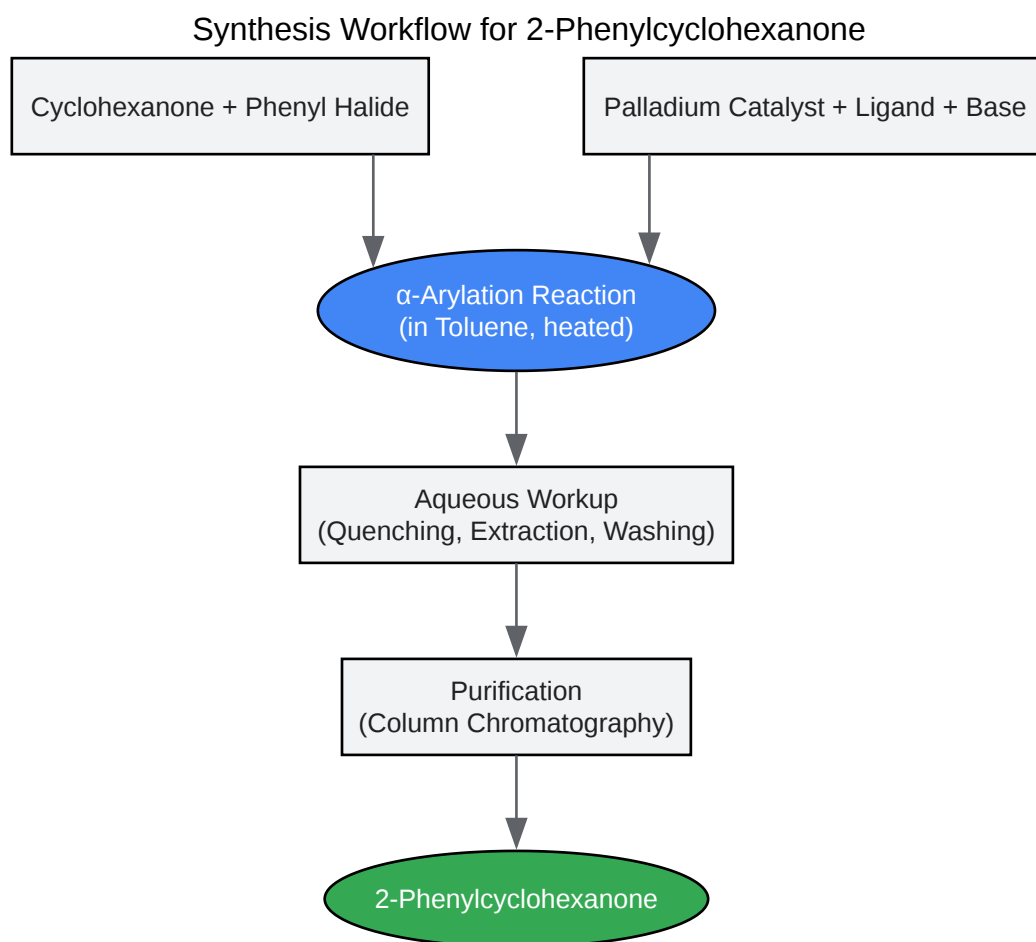 Synthesis Workflow for 2-Phenylcyclohexanone
Cyclohexanone + Phenyl Halide
Palladium Catalyst + Ligand + Base
α-Arylation Reaction
(in Toluene, heated)
Aqueous Workup
(Quenching, Extraction, Washing)
Purification
(Column Chromatography)
2-Phenylcyclohexanone